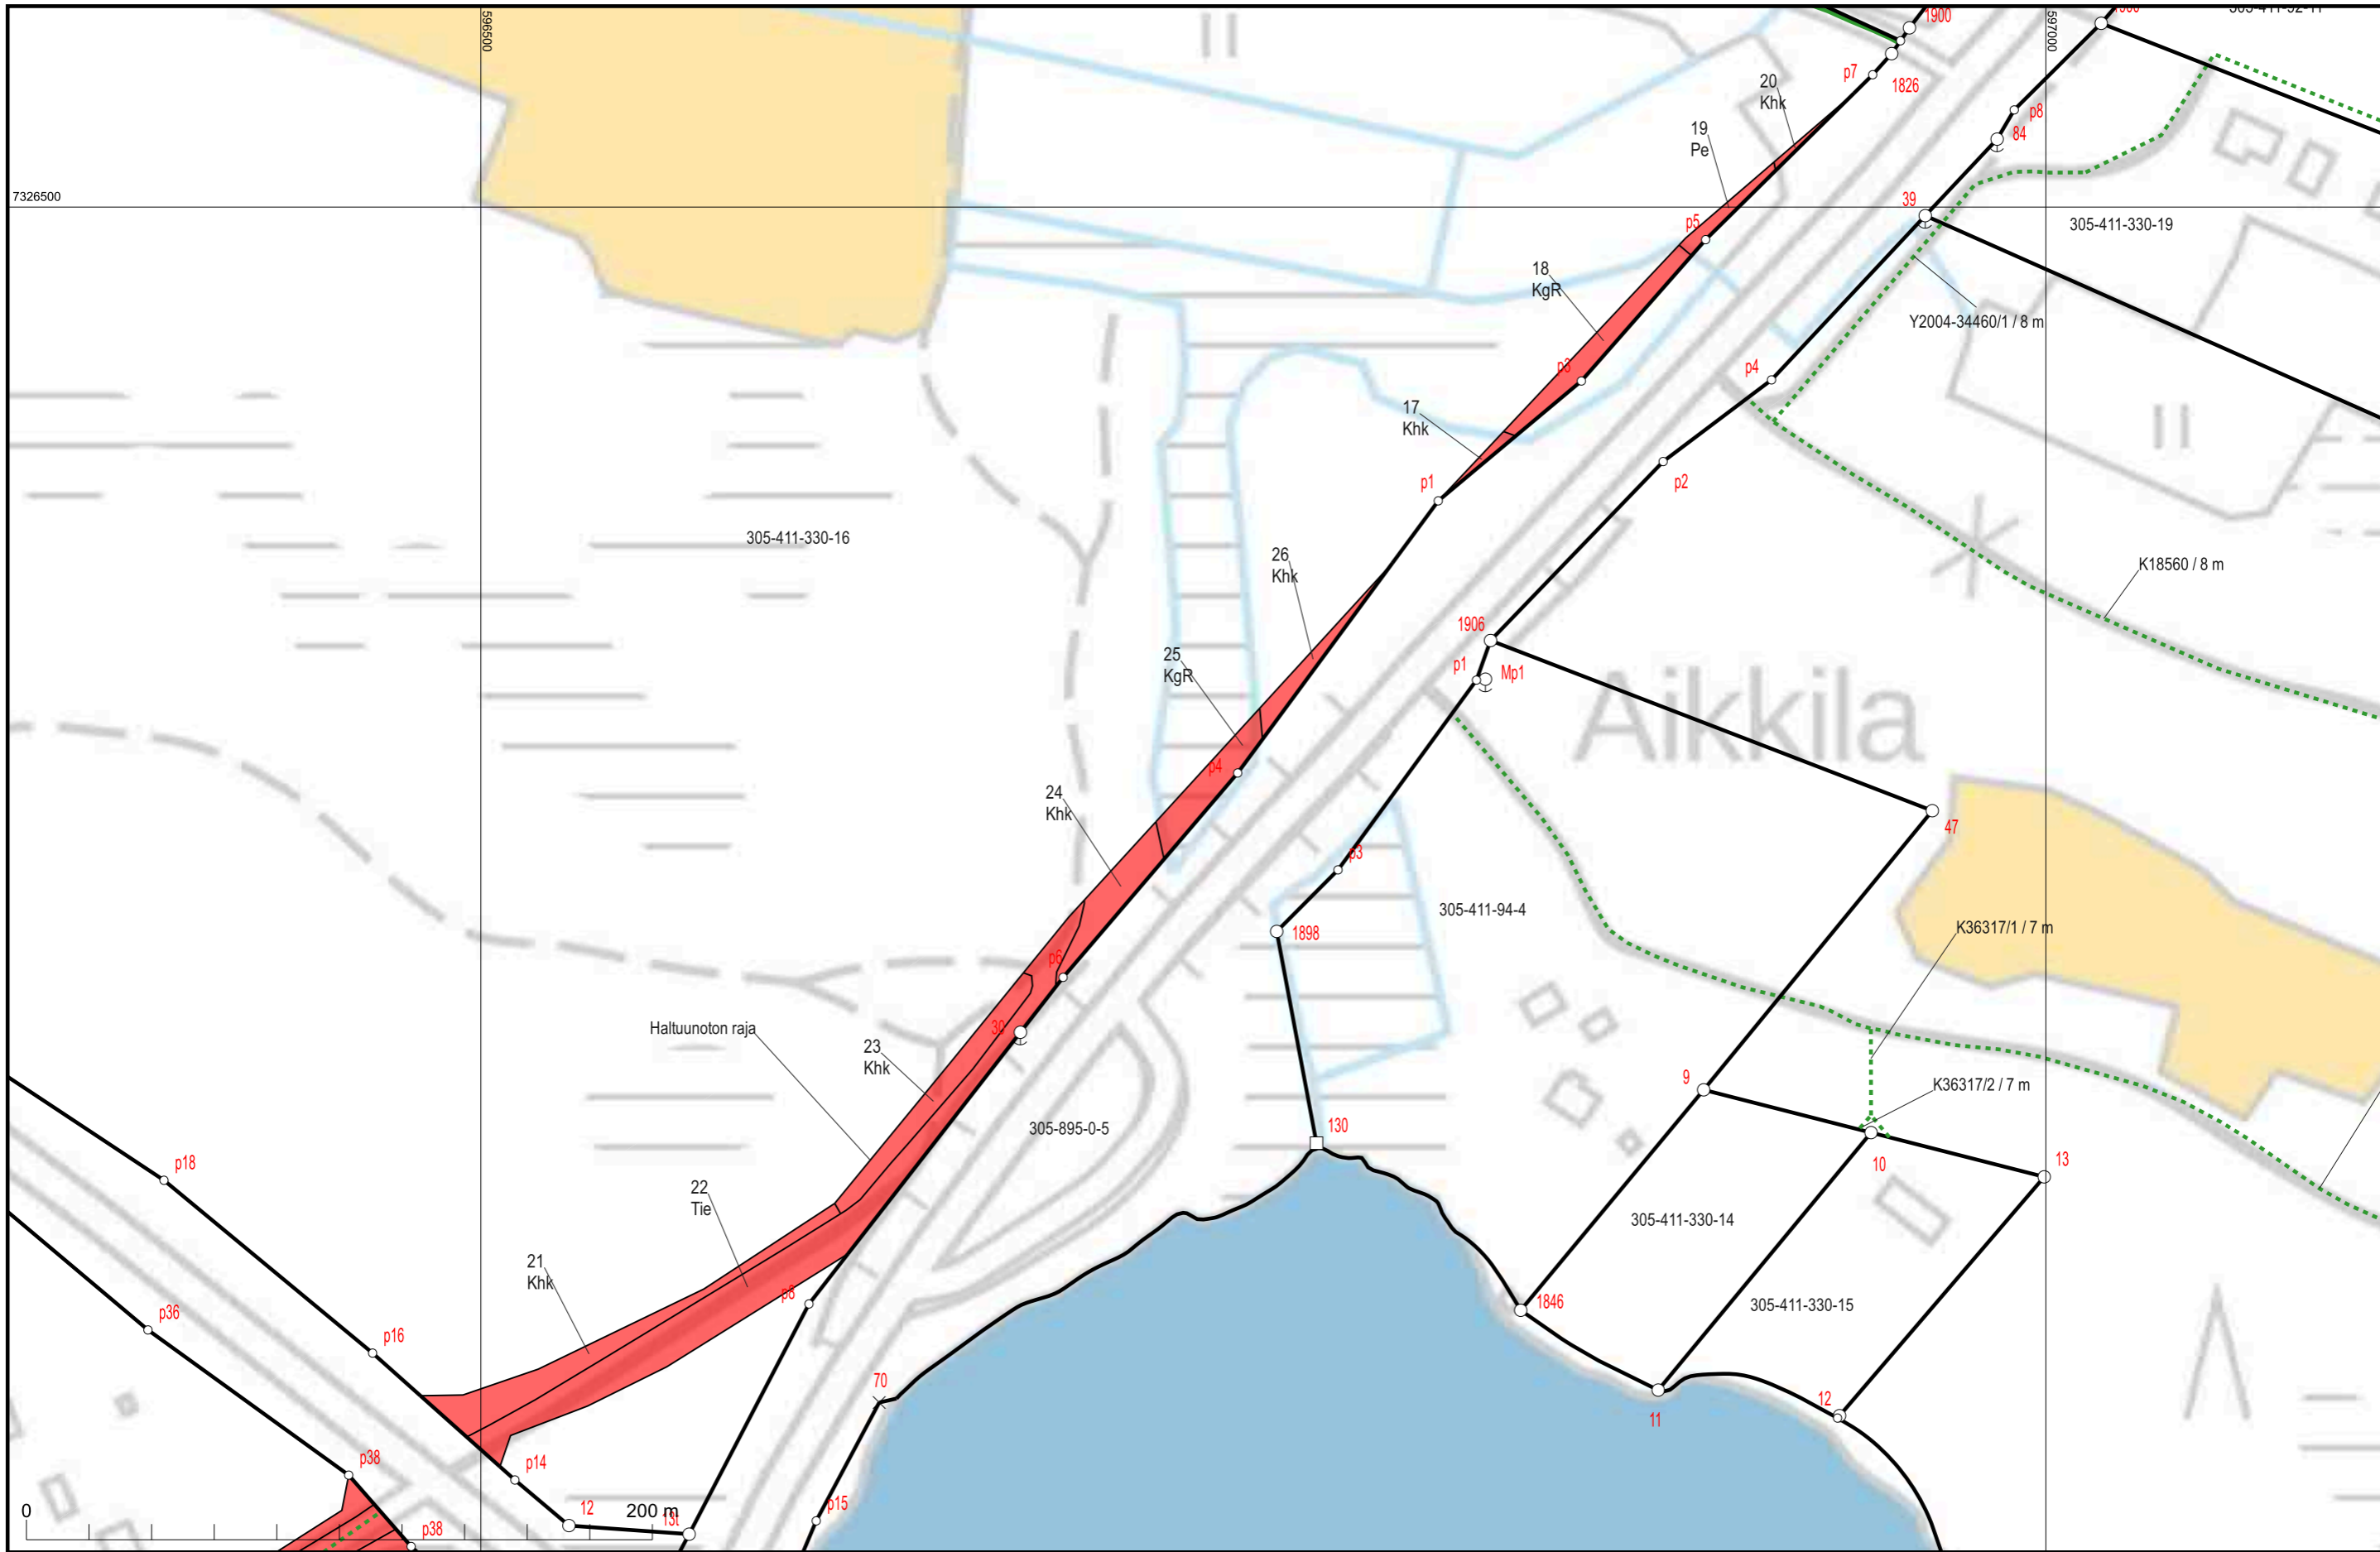 596500
1900
597000
p7
1826
20
Khk
19
Pe
p8
84
7326500
39
305-411-330-19
p5
18
KgR
Y2004-34460/1 / 8 m
p3
p4
17
Khk
p1
p2
305-411-330-16
26
Khk
K18560 / 8 m
1906
25
KgR
p1
Mp1
Aikkila
p4
24
Khk
47
p3
305-411-94-4
1898
K36317/1 / 7 m
p6
Haltuunoton raja
30
23
Khk
9
K36317/2 / 7 m
305-895-0-5
130
p18
10
13
22
Tie
305-411-330-14
21
Khk
p8
1846
305-411-330-15
p36
p16
70
12
11
p38
p14
0
12
200 m
p15
p38